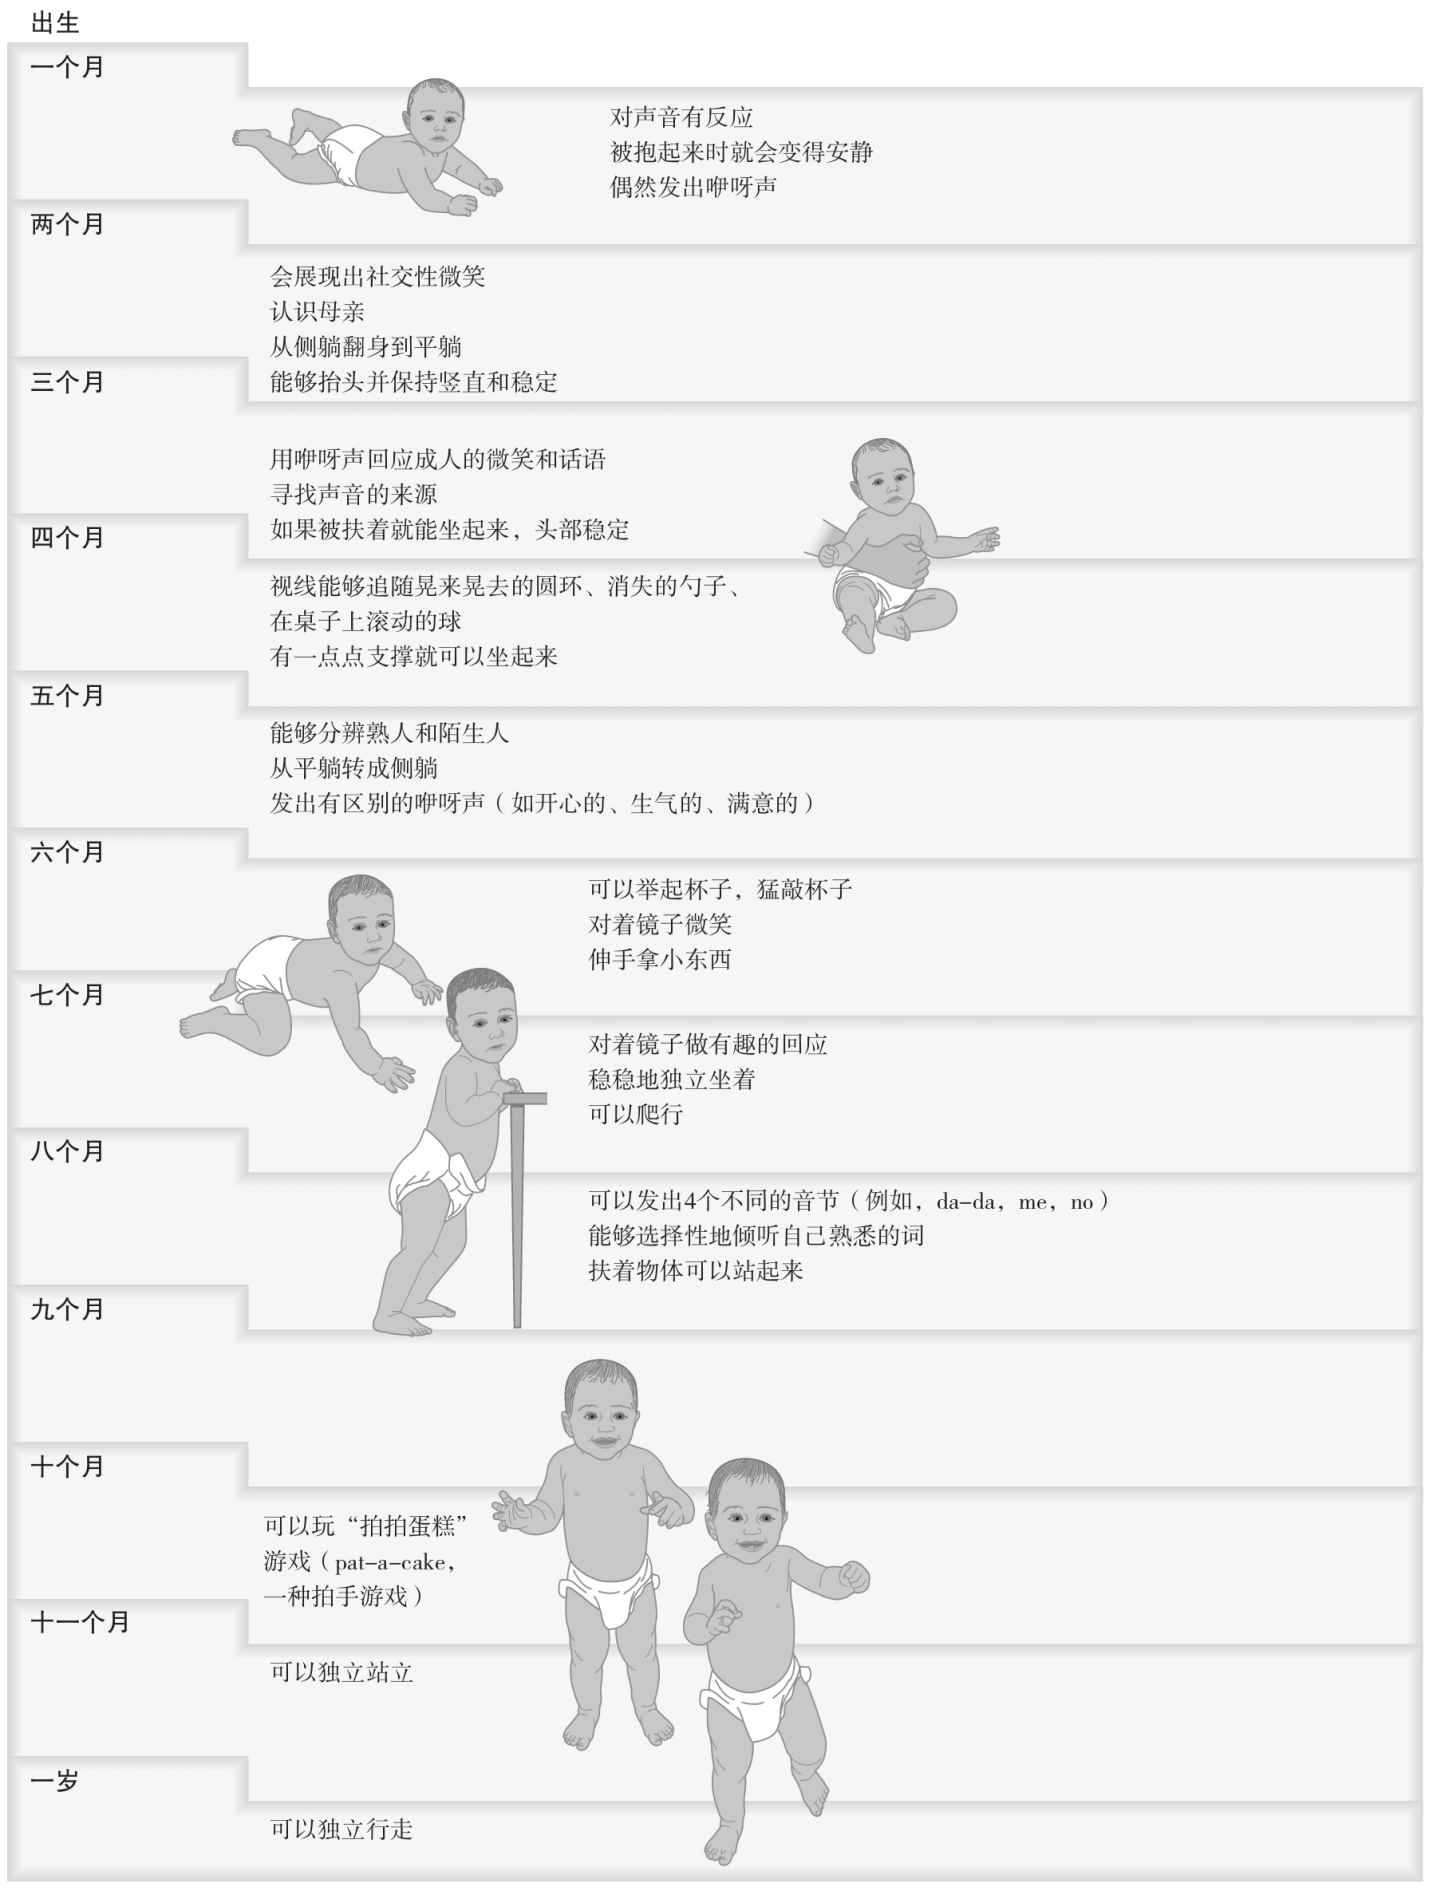 出生
一个月
对声音有反应
被抱起来时就会变得安静
偶然发出咿呀声
两个月
会展现出社交性微笑
认识母亲
从侧躺翻身到平躺
能够抬头并保持竖直和稳定
三个月
用咿呀声回应成人的微笑和话语
寻找声音的来源
如果被扶着就能坐起来，头部稳定
四个月
视线能够追随晃来晃去的圆环、消失的勺子、
在桌子上滚动的球
有一点点支撑就可以坐起来
五个月
能够分辨熟人和陌生人
从平躺转成侧躺
发出有区别的咿呀声（如开心的、生气的、满意的）
六个月
可以举起杯子，猛敲杯子
对着镜子微笑
伸手拿小东西
七个月
对着镜子做有趣的回应
稳稳地独立坐着
可以爬行
八个月
可以发出4个不同的音节（例如，da-da，me，no）
能够选择性地倾听自己熟悉的词
扶着物体可以站起来
九个月
十个月
可以玩“拍拍蛋糕”
游戏（pat-a-cake，
一种拍手游戏）
十一个月
可以独立站立
一岁
可以独立行走